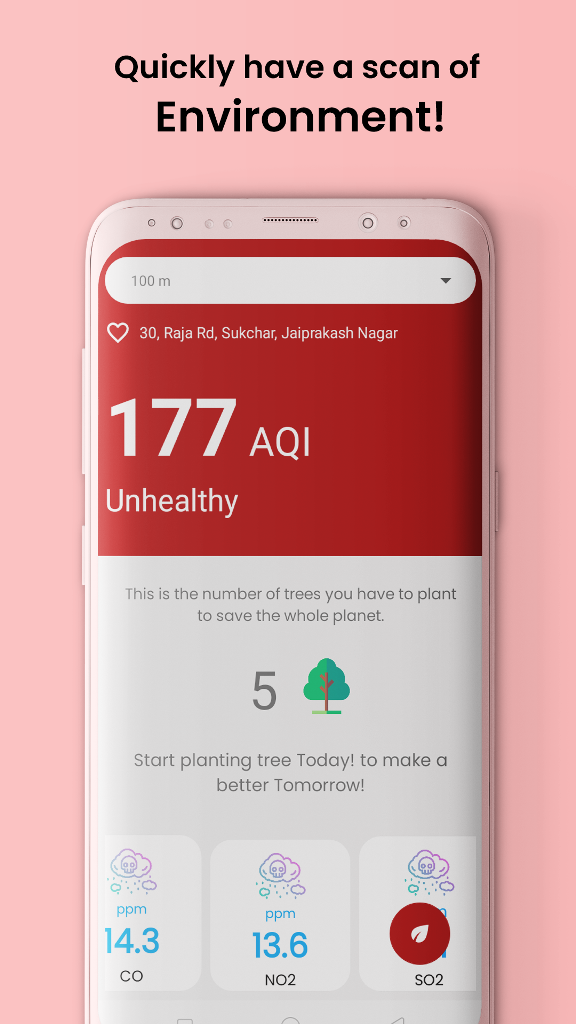 Quickly have a scan of
Environment!
100 m
30, Raja Rd, Sukchar, Jaiprakash Nagar
177 AQI
Unhealthy
This is the number of trees you have to plant
to save the whole planet.
5
Start planting tree Today! to make a
better Tomorrow!
ppm
14.3
CO
ppm
13.6
NO2
SO2